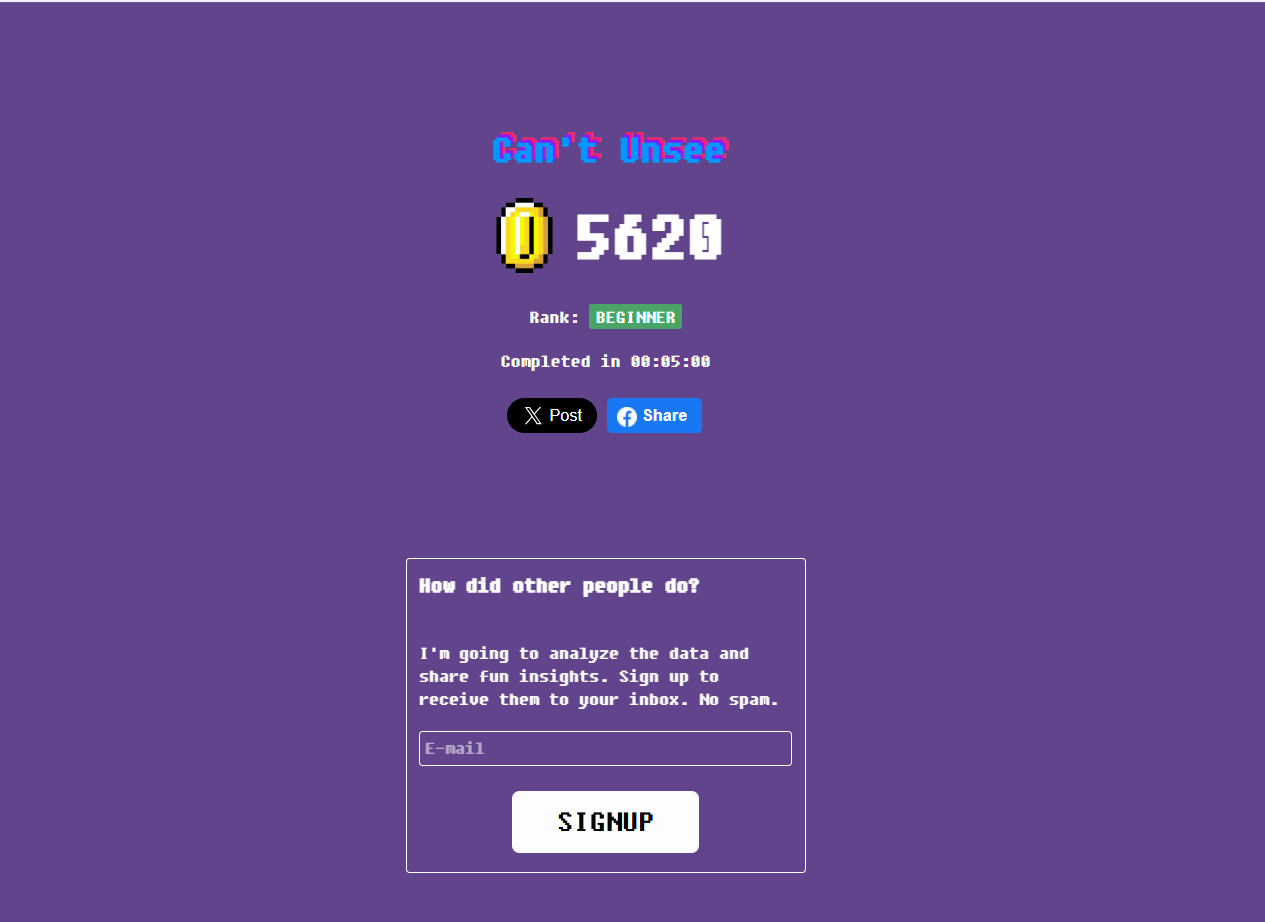 Can't Unsee
5620
Rank: BEGINNER
Completed in 00:05:00
Post Share
How did other people do?
I'm going to analyze the data and
share fun insights. Sign up to
receive them to your inbox. No spam.
E-mail
SIGNUP